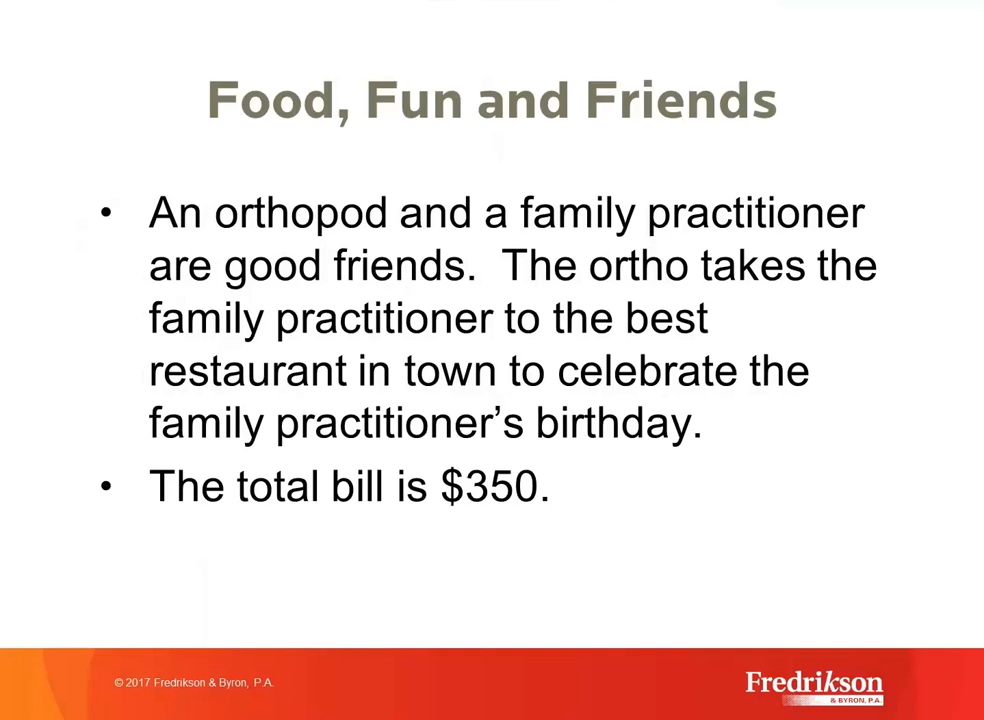 Food, Fun and Friends
• An orthopod and a family practitioner
are good friends. The ortho takes the
family practitioner to the best
restaurant in town to celebrate the
family practitioner’s birthday.
• The total bill is $350.
© 2017 Fredrikson & Byron, P.A.
Fredrikson
& BYRON, P.A.